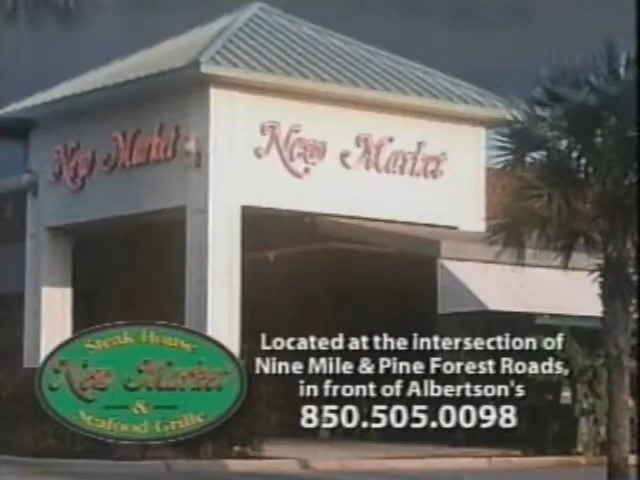 New Market
New Market
Steak House
New Market
&
Seafood Grille
Located at the intersection of
Nine Mile & Pine Forest Roads,
in front of Albertson's
850.505.0098